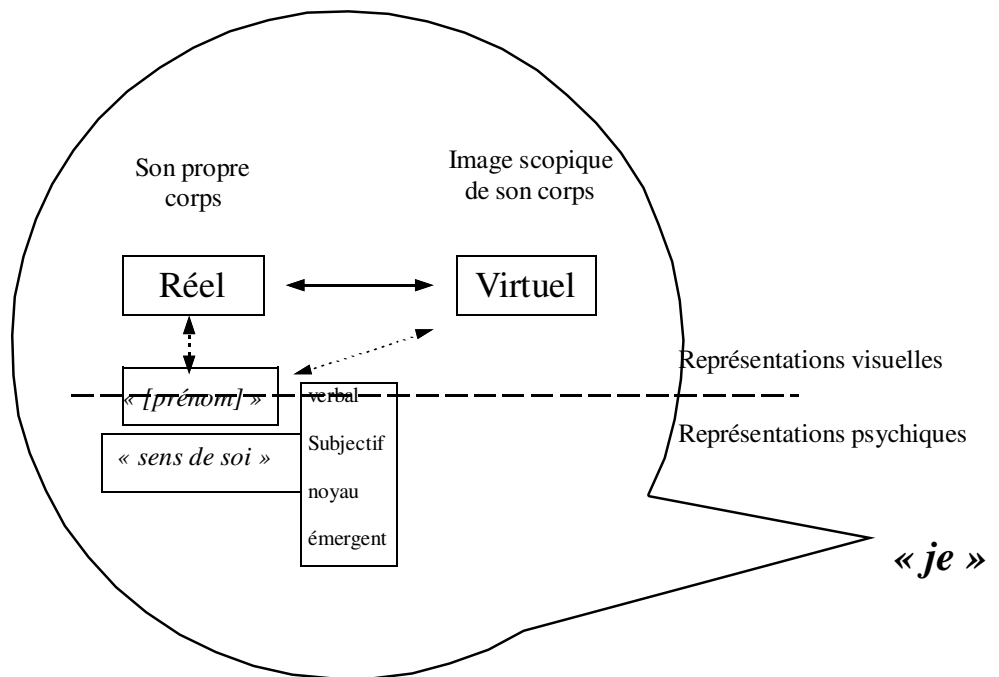 Son propre
corps
Image scopique
de son corps
Réel
Virtuel
Représentations visuelles
« [prénom] »
verbal
Représentations psychiques
« sens de soi »
Subjectif
noyau
émergent
« je »